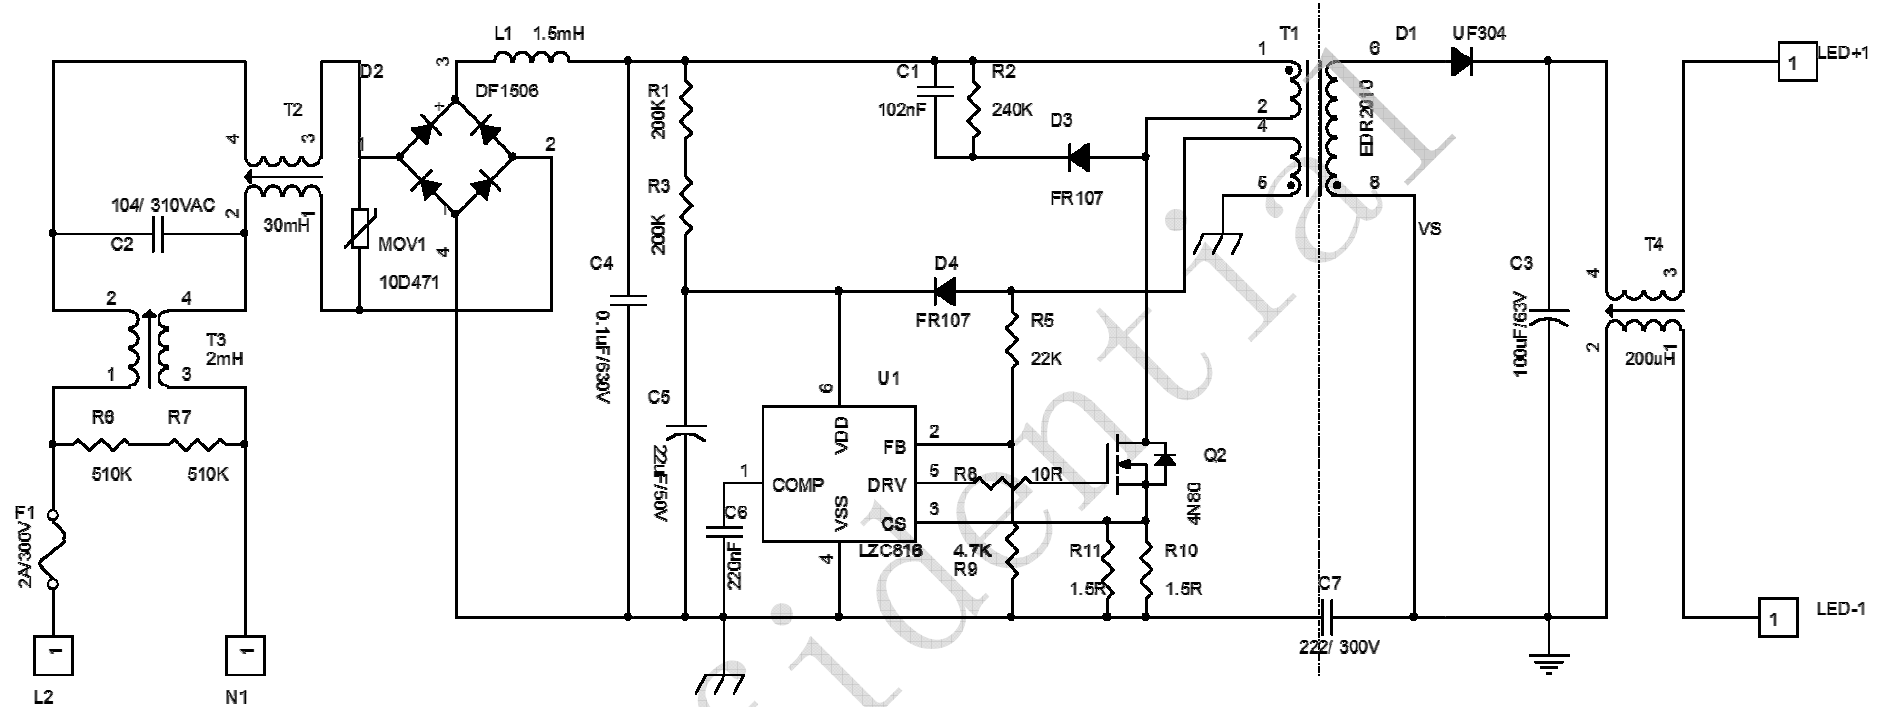 L1 1.5mH
T1
D1 UF304
LED+1
1
3
D2
DF1506
C1
102nF
R2
240K
1
6
T2
4
3
R1
200K
+
2
4
EDR2010
D3
1
2
104/ 310VAC
C2
2
1
30mH
R3
200K
FR107
5
8
VS
MOV1
10D471
-
4
C4
0.1uF/630V
D4
FR107
C3
100uF/63V
T4
4
3
2
1
200uH
2
4
T3
2mH
1
3
R5
22K
U1
6
C5
22uF/50V
R6
R7
510K
510K
VDD
FB
2
1
COMP
DRV
5
R8
10R
Q2
4N80
VSS
CS
3
LZC816
4
C6
220nF
4.7K
R9
R11
1.5R
R10
1.5R
F1
2A/300V
C7
222/ 300V
LED-1
1
1
1
L2
N1
fidential